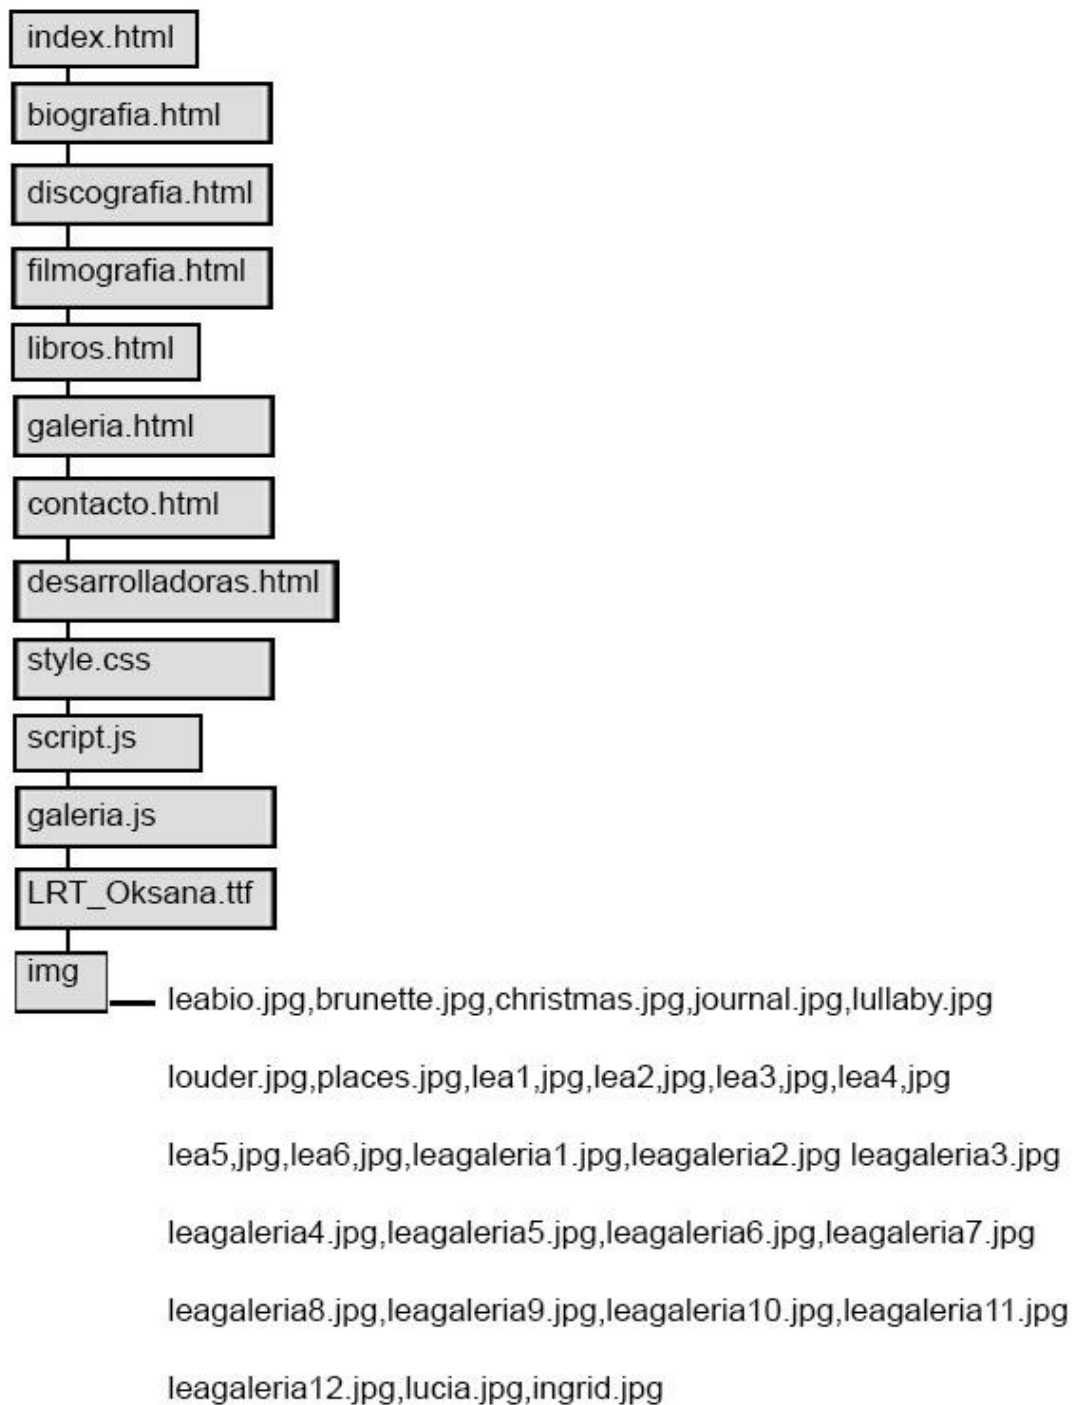 index.html
biografia.html
discografia.html
filmografia.html
libros.html
galeria.html
contacto.html
desarrolladoras.html
style.css
script.js
galeria.js
LRT_Oksana.ttf
img
leabio.jpg,brunette.jpg,christmas.jpg,journal.jpg,lullaby.jpg
louder.jpg,places.jpg,lea1,jpg,lea2,jpg,lea3,jpg,lea4,jpg
lea5,jpg,lea6,jpg,leagaleria1.jpg,leagaleria2.jpg leagaleria3.jpg
leagaleria4.jpg,leagaleria5.jpg,leagaleria6.jpg,leagaleria7.jpg
leagaleria8.jpg,leagaleria9.jpg,leagaleria10.jpg,leagaleria11.jpg
leagaleria12.jpg,lucia.jpg,ingrid.jpg